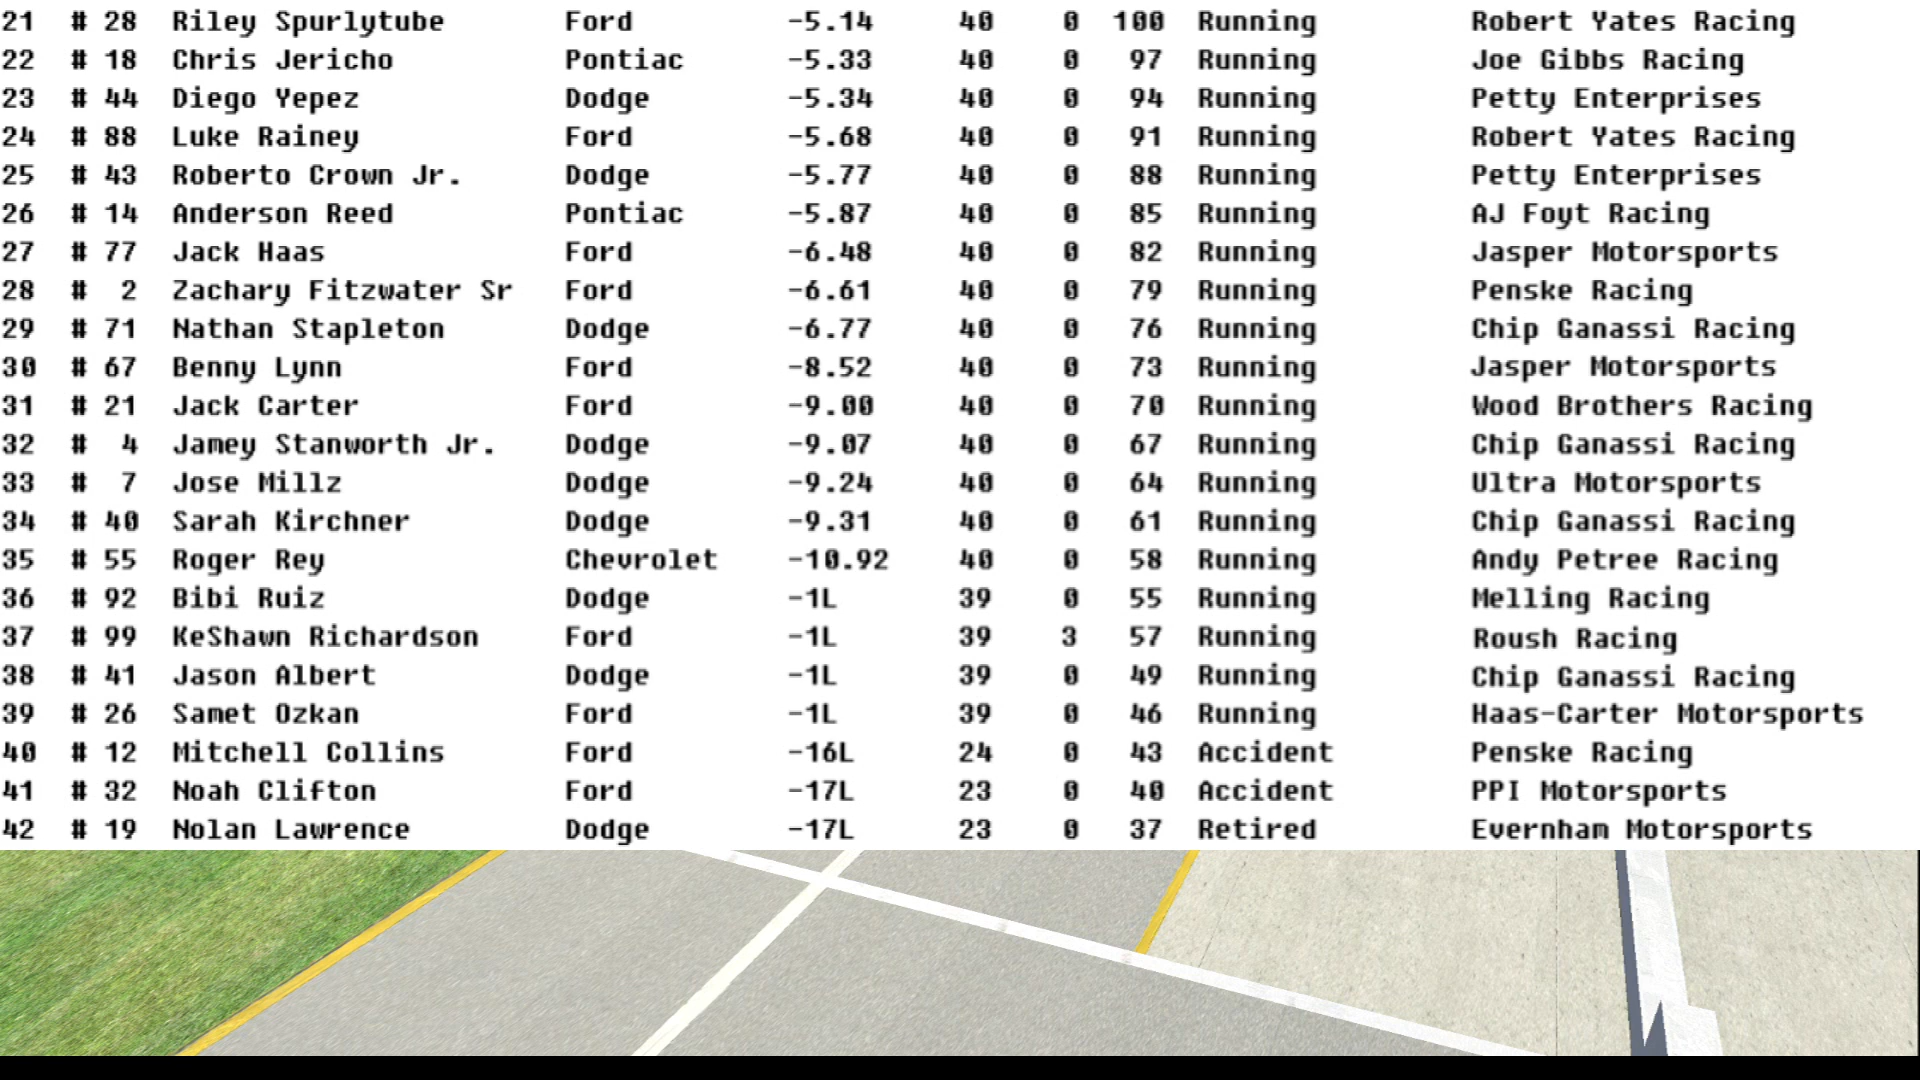 21 # 28 Riley Spurlytube Ford -5.14 40 0 100 Running Robert Yates Racing
22 # 18 Chris Jericho Pontiac -5.33 40 0 97 Running Joe Gibbs Racing
23 # 44 Diego Yepez Dodge -5.34 40 0 94 Running Petty Enterprises
24 # 88 Luke Rainey Ford -5.68 40 0 91 Running Robert Yates Racing
25 # 43 Roberto Crown Jr. Dodge -5.77 40 0 88 Running Petty Enterprises
26 # 14 Anderson Reed Pontiac -5.87 40 0 85 Running AJ Foyt Racing
27 # 77 Jack Haas Ford -6.48 40 0 82 Running Jasper Motorsports
28 # 2 Zachary Fitzwater Sr Ford -6.61 40 0 79 Running Penske Racing
29 # 71 Nathan Stapleton Dodge -6.77 40 0 76 Running Chip Ganassi Racing
30 # 67 Benny Lynn Ford -8.52 40 0 73 Running Jasper Motorsports
31 # 21 Jack Carter Ford -9.00 40 0 70 Running Wood Brothers Racing
32 # 4 Jamey Stanworth Jr. Dodge -9.07 40 0 67 Running Chip Ganassi Racing
33 # 7 Jose Millz Dodge -9.24 40 0 64 Running Ultra Motorsports
34 # 40 Sarah Kirchner Dodge -9.31 40 0 61 Running Chip Ganassi Racing
35 # 55 Roger Rey Chevrolet -10.92 40 0 58 Running Andy Petree Racing
36 # 92 Bibi Ruiz Dodge -1L 39 0 55 Running Melling Racing
37 # 99 KeShawn Richardson Ford -1L 39 3 57 Running Roush Racing
38 # 41 Jason Albert Dodge -1L 39 0 49 Running Chip Ganassi Racing
39 # 26 Samet Ozkan Ford -1L 39 0 46 Running Haas-Carter Motorsports
40 # 12 Mitchell Collins Ford -16L 24 0 43 Accident Penske Racing
41 # 32 Noah Clifton Ford -17L 23 0 40 Accident PPI Motorsports
42 # 19 Nolan Lawrence Dodge -17L 23 0 37 Retired Evernham Motorsports